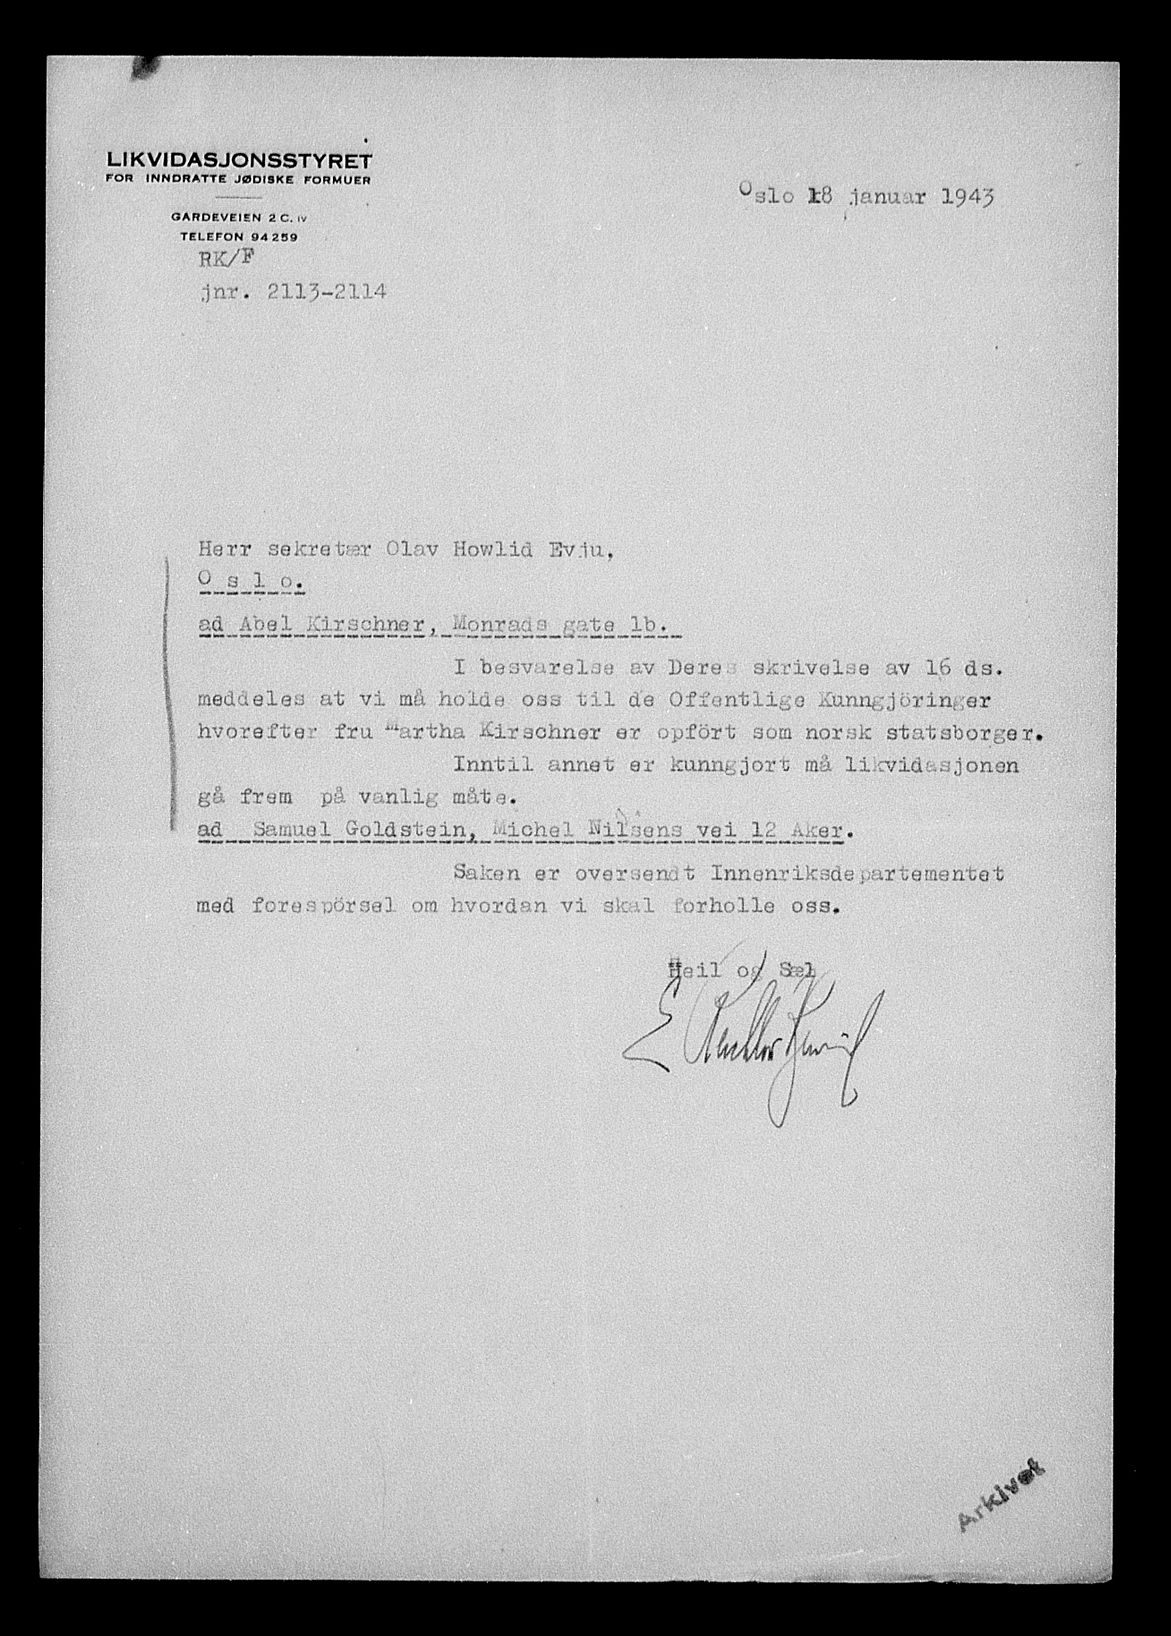 LIKVIDASJONSSTYRET
FOR INNDRATTE JØDISKE FORMUER
GARDEVEIEN 2 C. IV
TELEFON 94259
RK/F
jnr. 2113-2114
Oslo 18 januar 1943
Herr sekretær Olav Howlid Evju,
O s l o.
ad Abel Kirschner, Monrads gate 1b.
I besvarelse av Deres skrivelse av 16 ds.
meddeles at vi må holde oss til de Offentlige Kunngjöringer
hvorefter fru Martha Kirschner er opfört som norsk statsborger.
Inntil annet er kunngjort må likvidasjonen
gå frem på vanlig måte.
ad Samuel Goldstein, Michel Nilsens vei 12 Aker.
Saken er oversendt Innenriksdepartementet
med forespörsel om hvordan vi skal forholle oss.
Heil og Sæl
Arkivet